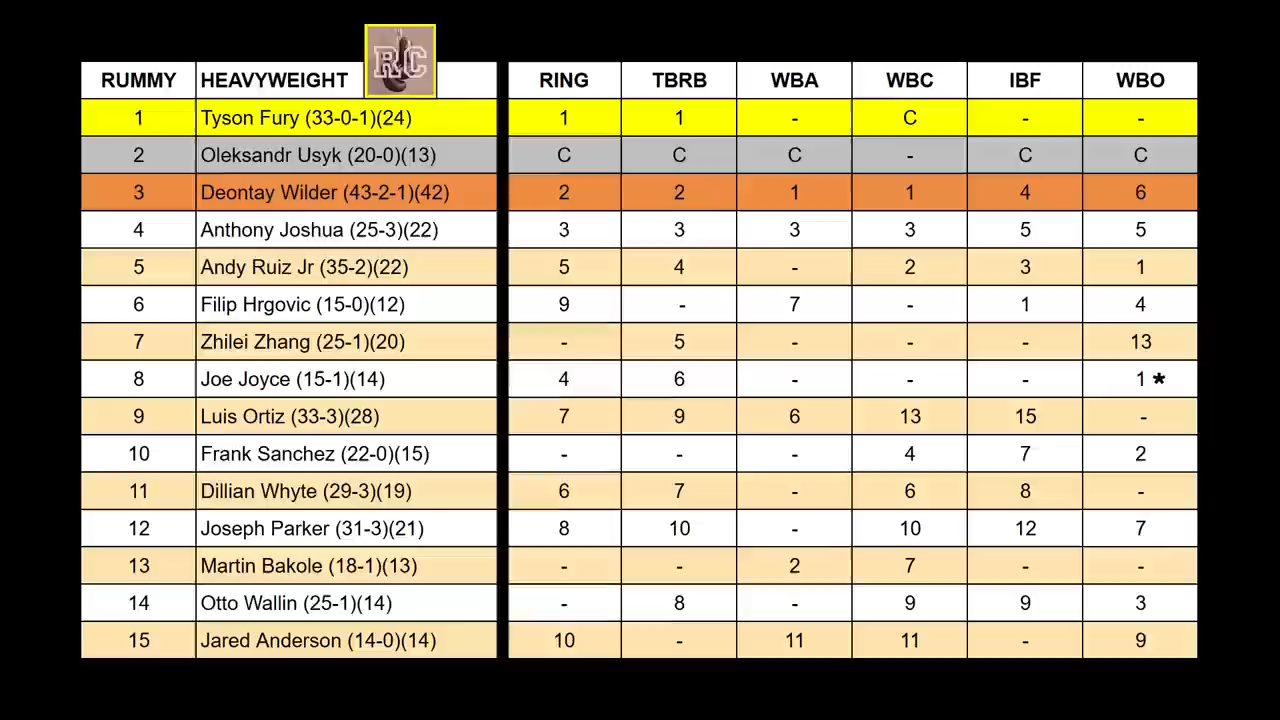 RC
RUMMY HEAVYWEIGHT RING TBRB WBA WBC IBF WBO
1 Tyson Fury (33-0-1)(24) 1 1 - C - -
2 Oleksandr Usyk (20-0)(13) C C C - C C
3 Deontay Wilder (43-2-1)(42) 2 2 1 1 4 6
4 Anthony Joshua (25-3)(22) 3 3 3 3 5 5
5 Andy Ruiz Jr (35-2)(22) 5 4 - 2 3 1
6 Filip Hrgovic (15-0)(12) 9 - 7 - 1 4
7 Zhilei Zhang (25-1)(20) - 5 - - - 13
8 Joe Joyce (15-1)(14) 4 6 - - - 1 *
9 Luis Ortiz (33-3)(28) 7 9 6 13 15 -
10 Frank Sanchez (22-0)(15) - - - 4 7 2
11 Dillian Whyte (29-3)(19) 6 7 - 6 8 -
12 Joseph Parker (31-3)(21) 8 10 - 10 12 7
13 Martin Bakole (18-1)(13) - - 2 7 - -
14 Otto Wallin (25-1)(14) - 8 - 9 9 3
15 Jared Anderson (14-0)(14) 10 - 11 11 - 9